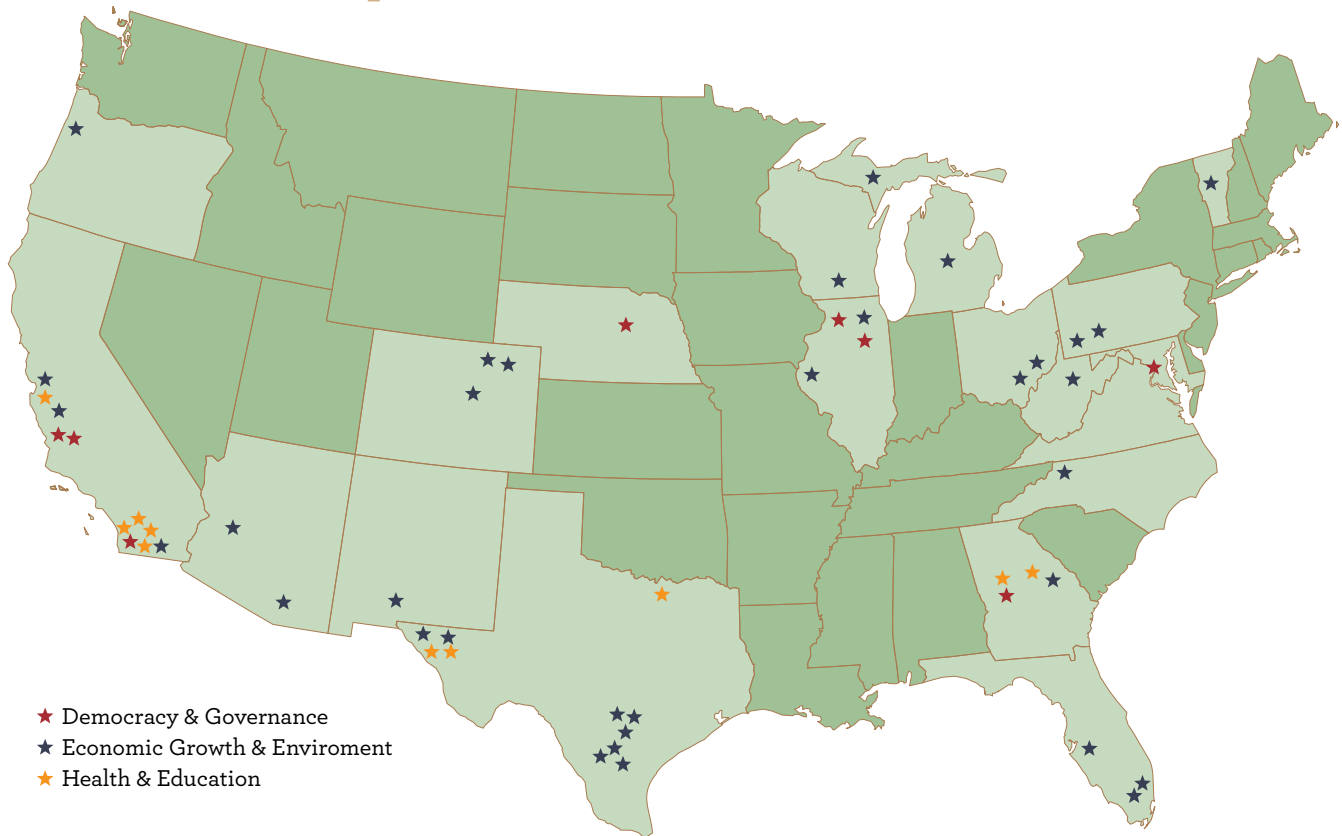 Democracy & Governance
Economic Growth & Enviroment
Health & Education